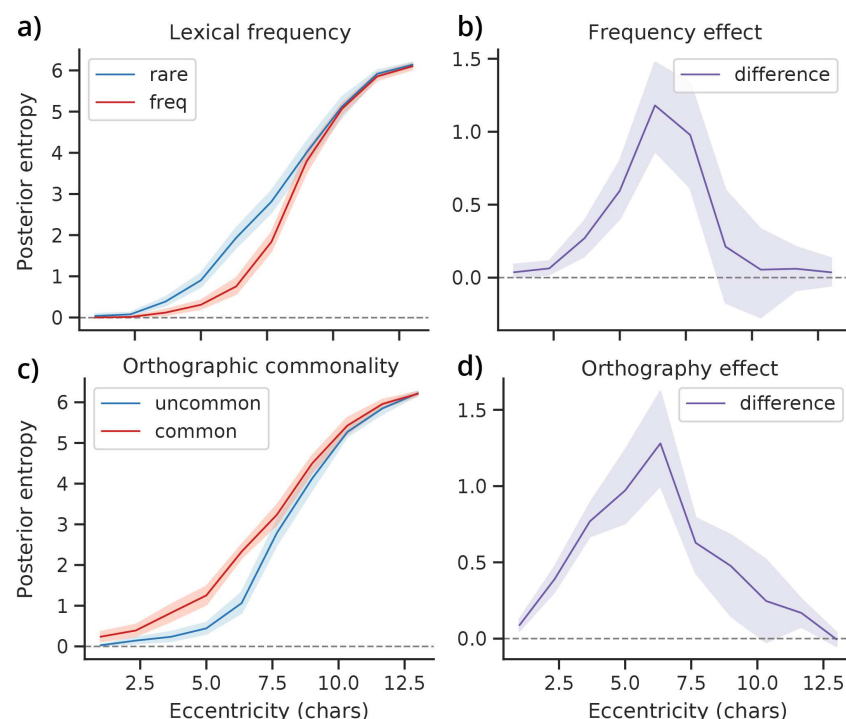 a)
Lexical frequency
rare
freq
Posterior entropy
6
5
4
3
2
1
0
b)
Frequency effect
difference
1.5
1.0
0.5
0.0
c)
Orthographic commonality
uncommon
common
Posterior entropy
6
5
4
3
2
1
0
2.5 5.0 7.5 10.0 12.5
Eccentricity (chars)
d)
Orthography effect
difference
1.5
1.0
0.5
0.0
2.5 5.0 7.5 10.0 12.5
Eccentricity (chars)